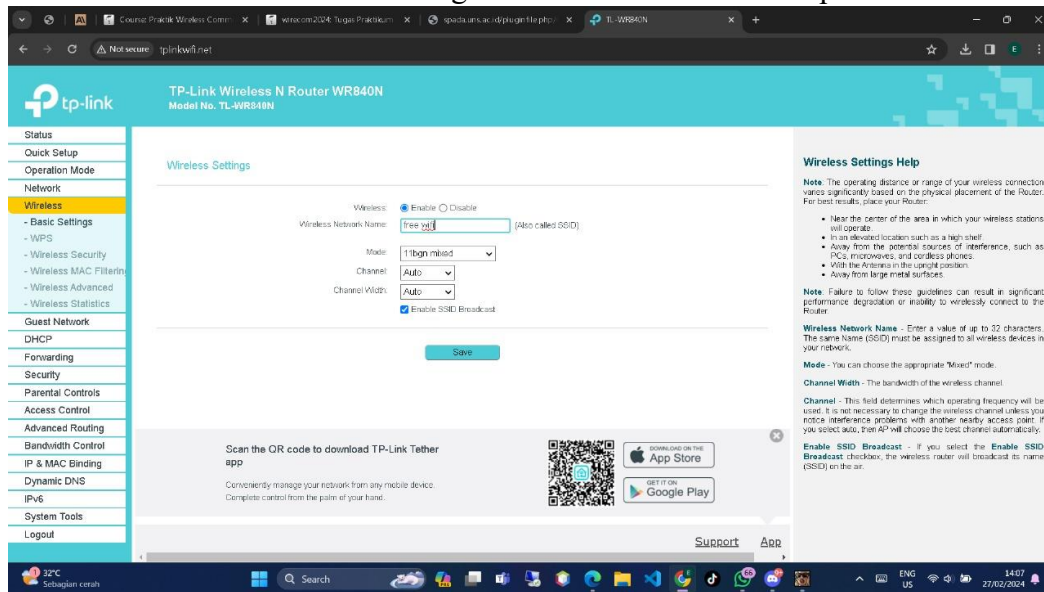 Course: Praktik Wireless Comm
wirecom2024: Tugas Praktikum
spada.uns.ac.id/pluginfile.php/
TL-WR840N
Not secure
tplinkwifi.net
E
tp-link
TP-Link Wireless N Router WR840N
Model No. TL-WR840N
Status
Quick Setup
Operation Mode
Network
Wireless
- Basic Settings
- WPS
- Wireless Security
- Wireless MAC Filtering
- Wireless Advanced
- Wireless Statistics
Guest Network
DHCP
Forwarding
Security
Parental Controls
Access Control
Advanced Routing
Bandwidth Control
IP & MAC Binding
Dynamic DNS
IPv6
System Tools
Logout
Wireless Settings
Wireless: Enable Disable
Wireless Network Name: free wifi (Also called SSID)
Mode: 11bgn mixed
Channel: Auto
Channel Width: Auto
Enable SSID Broadcast
Save
Scan the QR code to download TP-Link Tether
app
Conveniently manage your network from any mobile device.
Complete control from the palm of your hand.
DOWNLOAD ON THE
App Store
GET IT ON
Google Play
Support App
Wireless Settings Help
Note: The operating distance or range of your wireless connection
varies significantly based on the physical placement of the Router.
For best results, place your Router:
• Near the center of the area in which your wireless stations
will operate.
• In an elevated location such as a high shelf.
• Away from the potential sources of interference, such as
PCs, microwaves, and cordless phones.
• With the Antenna in the upright position.
• Away from large metal surfaces.
Note: Failure to follow these guidelines can result in significant
performance degradation or inability to wirelessly connect to the
Router.
Wireless Network Name - Enter a value of up to 32 characters.
The same Name (SSID) must be assigned to all wireless devices in
your network.
Mode - You can choose the appropriate "Mixed" mode.
Channel Width - The bandwidth of the wireless channel.
Channel - This field determines which operating frequency will be
used. It is not necessary to change the wireless channel unless you
notice interference problems with another nearby access point. If
you select auto, then AP will choose the best channel automatically.
Enable SSID Broadcast - If you select the Enable SSID
Broadcast checkbox, the wireless router will broadcast its name
(SSID) on the air.
32°C
Sebagian cerah
Search
66
ENG
US
14:07
27/02/2024